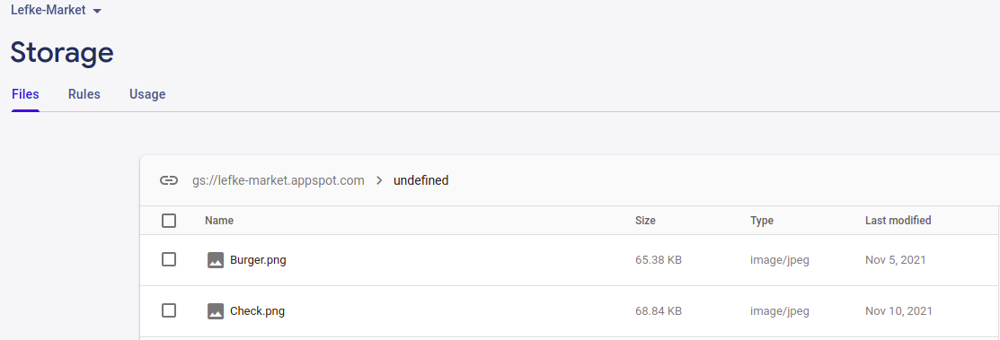 Lefke-Market
Storage
Files Rules Usage
gs://lefke-market.appspot.com > undefined
Name Size Type Last modified
Burger.png 65.38 KB image/jpeg Nov 5, 2021
Check.png 68.84 KB image/jpeg Nov 10, 2021